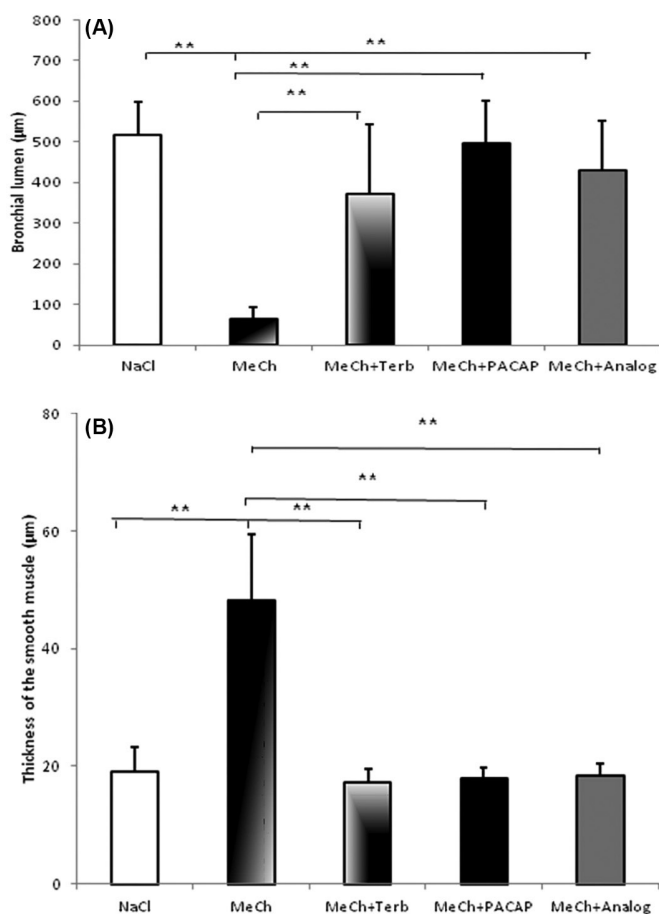 (A)
Bronchial lumen (µm)
800
700
600
500
400
300
200
100
0
**
**
**
**
NaCl
MeCh
MeCh+Terb
MeCh+PACAP
MeCh+Analog
(B)
Thickness of the smooth muscle (µm)
80
60
40
20
0
**
**
**
**
NaCl
MeCh
MeCh+Terb
MeCh+PACAP
MeCh+Analog